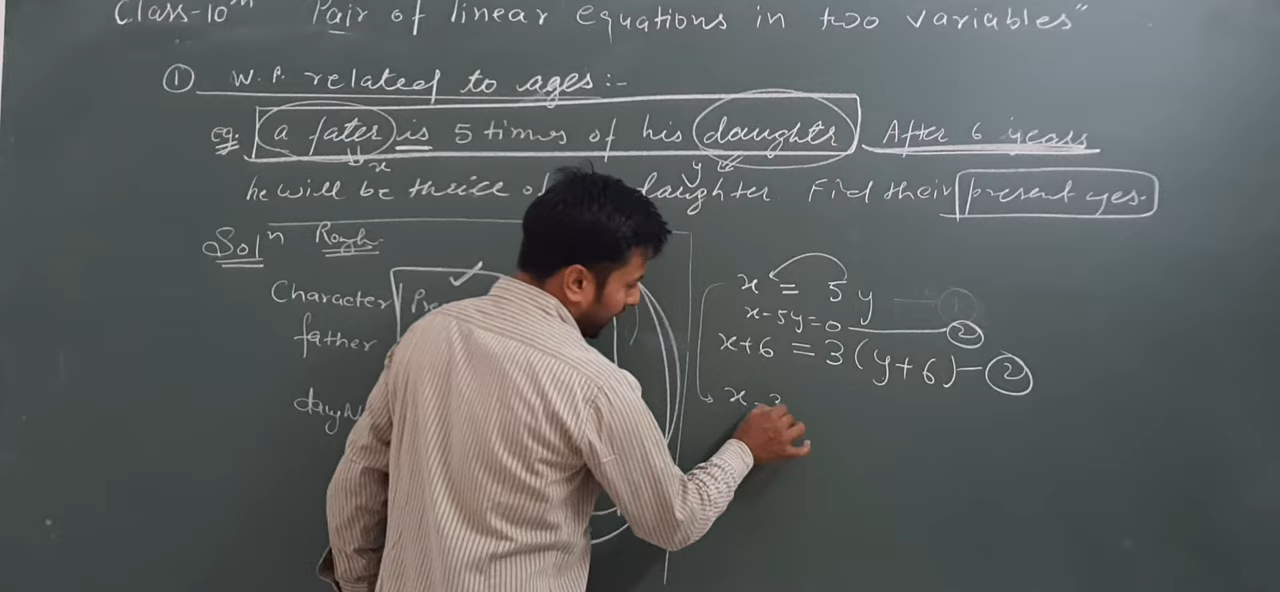 Class-10th "Pair of linear equations in two variables"
① W.P. related to ages :-
eg. a fater is 5 times of his daughter After 6 years
x y
he will be thrice of daughter Find their present yes.
Soln Rough
Character
father
x = 5y — ①
x-5y=0 — ②
x+6 = 3(y+6) — ②
x-3